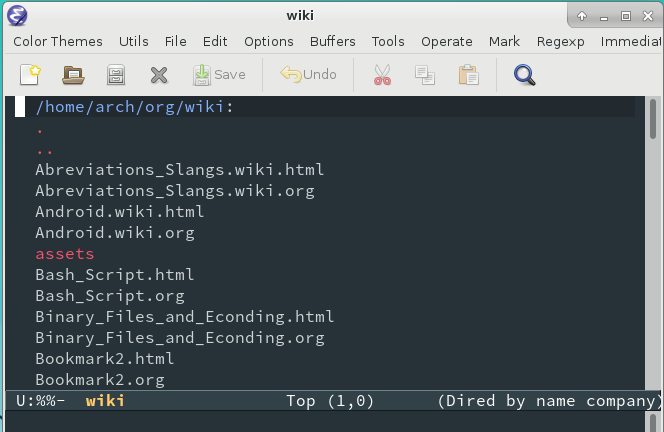 wiki
Color Themes Utils File Edit Options Buffers Tools Operate Mark Regexp Immediat
Save Undo
/home/arch/org/wiki:
.
..
Abreviations_Slangs.wiki.html
Abreviations_Slangs.wiki.org
Android.wiki.html
Android.wiki.org
assets
Bash_Script.html
Bash_Script.org
Binary_Files_and_Econding.html
Binary_Files_and_Econding.org
Bookmark2.html
Bookmark2.org
U:%%- wiki Top (1,0) (Dired by name company)